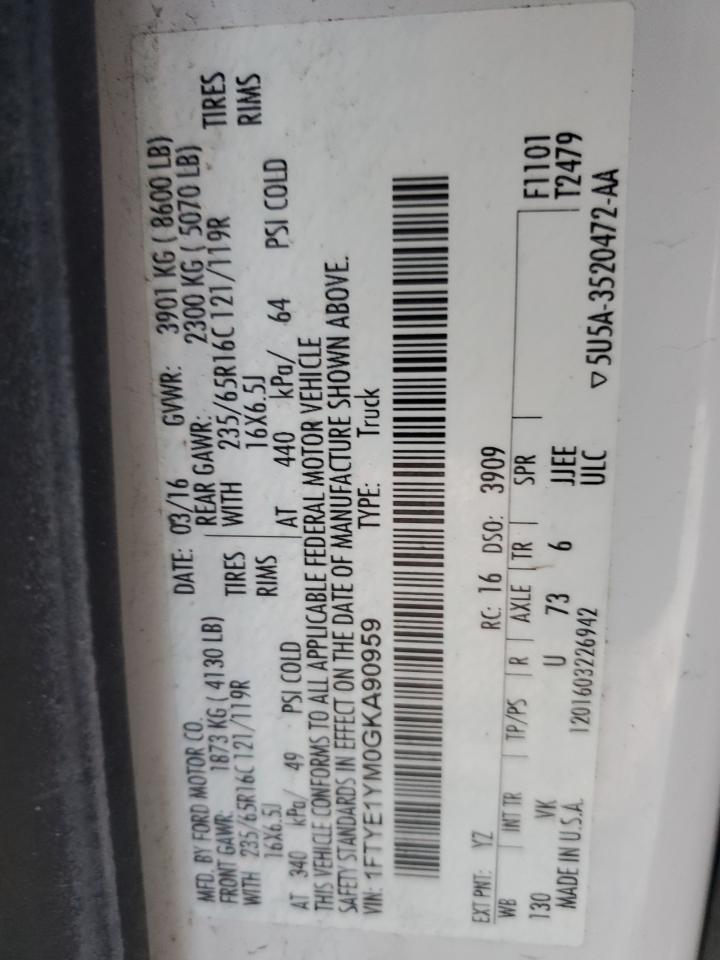 MFD. BY FORD MOTOR CO.
DATE: 03/16 GVWR: 3901 KG ( 8600 LB)
FRONT GAWR: 1873 KG ( 4130 LB) REAR GAWR: 2300 KG ( 5070 LB)
WITH 235/65R16C 121/119R TIRES WITH 235/65R16C 121/119R TIRES
16X6.5J RIMS 16X6.5J RIMS
AT 340 kPa/ 49 PSI COLD AT 440 kPa/ 64 PSI COLD
THIS VEHICLE CONFORMS TO ALL APPLICABLE FEDERAL MOTOR VEHICLE
SAFETY STANDARDS IN EFFECT ON THE DATE OF MANUFACTURE SHOWN ABOVE.
VIN: 1FTYE1YM0GKA90959 TYPE: Truck
EXT PNT: YZ RC: 16 DSO: 3909
WB INT TR TP/PS R AXLE TR SPR F1101
130 VK U 73 6 JJEE T2479
MADE IN U.S.A. 1201603226942 ULC
▽ 5U5A-3520472-AA